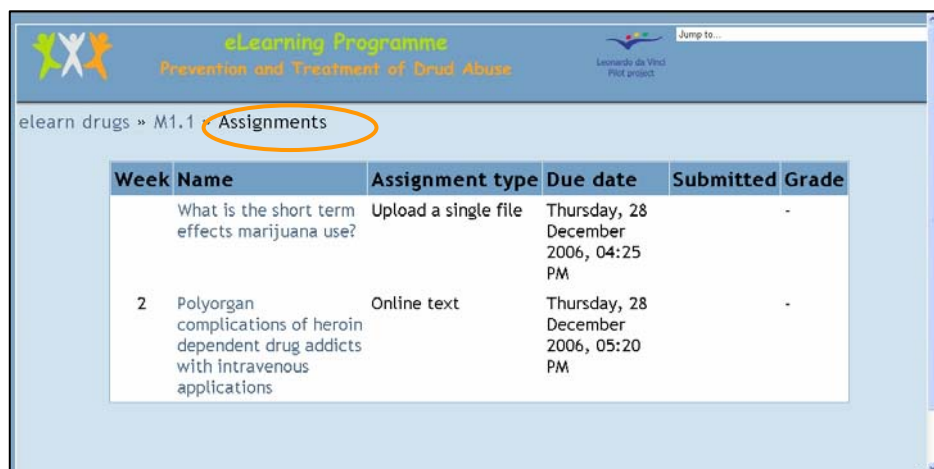 eLearning Programme
Prevention and Treatment of Drud Abuse
Leonardo da Vinci
Pilot project
Jump to...
elearn drugs » M1.1 » Assignments
Week Name Assignment type Due date Submitted Grade
What is the short term Upload a single file Thursday, 28 -
effects marijuana use? December
2006, 04:25
PM
2 Polyorgan Online text Thursday, 28 -
complications of heroin December
dependent drug addicts 2006, 05:20
with intravenous PM
applications